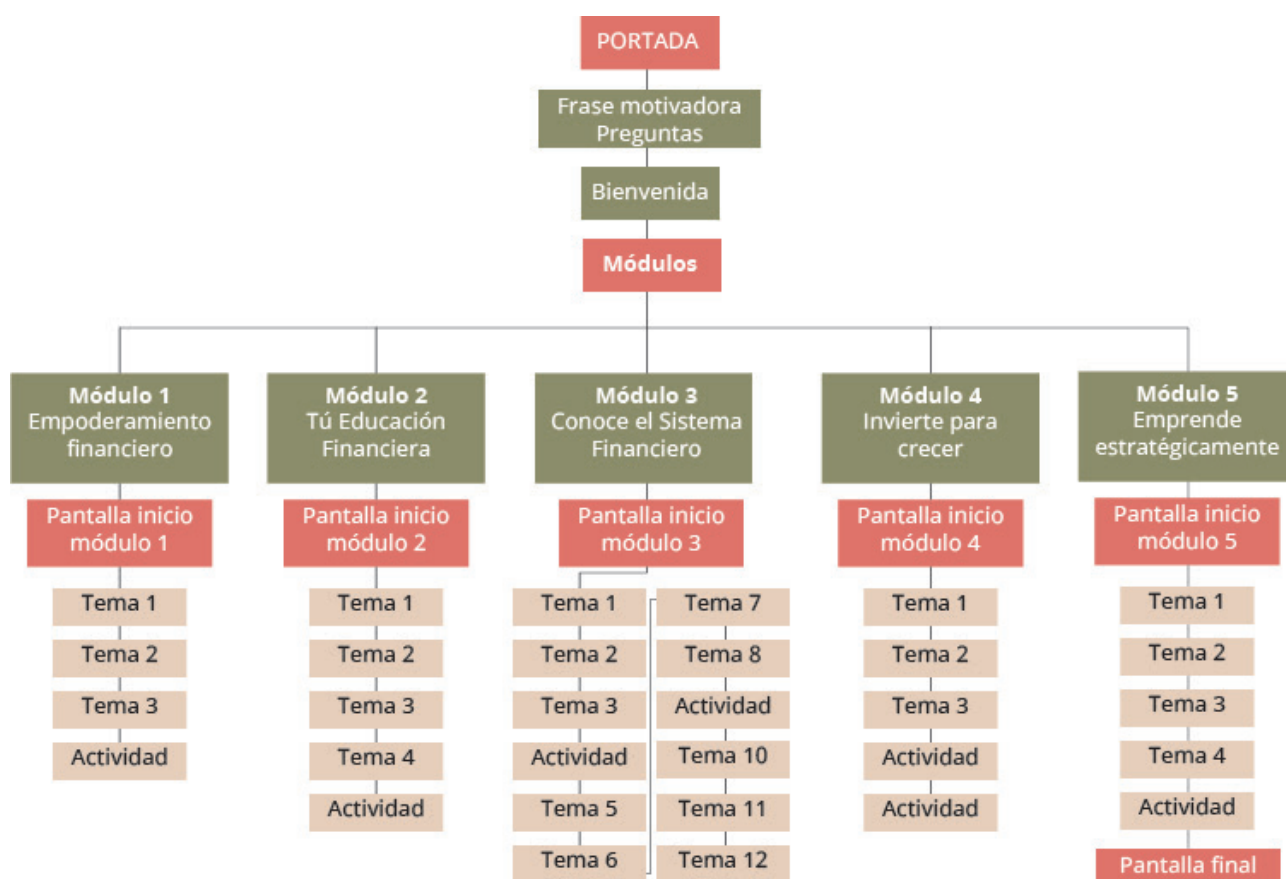 PORTADA
Frase motivadora
Preguntas
Bienvenida
Módulos
Módulo 1
Empoderamiento
financiero
Módulo 2
Tú Educación
Financiera
Módulo 3
Conoce el Sistema
Financiero
Módulo 4
Invierte para
crecer
Módulo 5
Emprende
estratégicamente
Pantalla inicio
módulo 1
Pantalla inicio
módulo 2
Pantalla inicio
módulo 3
Pantalla inicio
módulo 4
Pantalla inicio
módulo 5
Tema 1
Tema 2
Tema 3
Actividad
Tema 1
Tema 2
Tema 3
Tema 4
Actividad
Tema 1
Tema 2
Tema 3
Actividad
Tema 5
Tema 6
Tema 7
Tema 8
Actividad
Tema 10
Tema 11
Tema 12
Tema 1
Tema 2
Tema 3
Actividad
Actividad
Tema 1
Tema 2
Tema 3
Tema 4
Actividad
Pantalla final